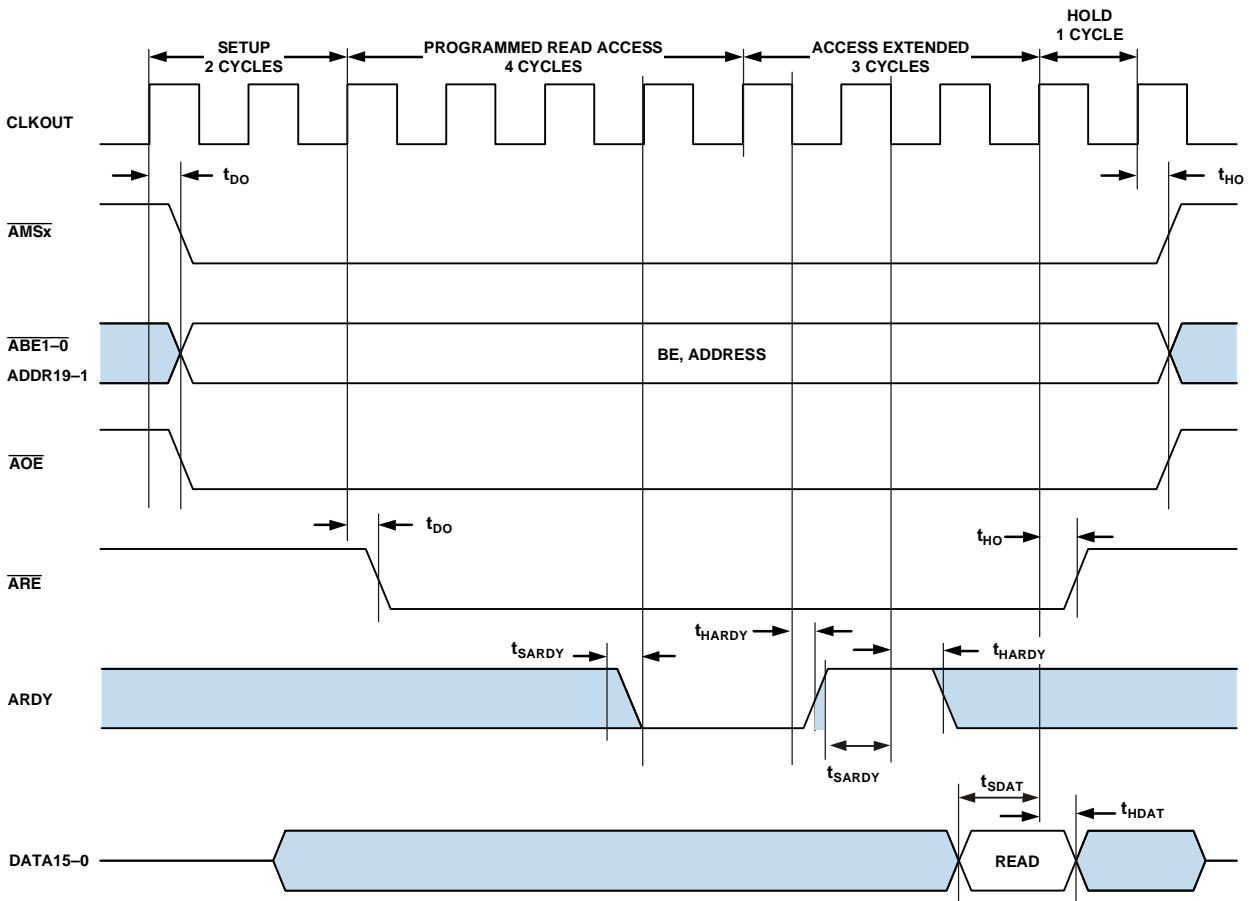 HOLD
1 CYCLE
SETUP
2 CYCLES
PROGRAMMED READ ACCESS
4 CYCLES
ACCESS EXTENDED
3 CYCLES
CLKOUT
tDO
tHO
AMSx
ABE1–0
ADDR19–1
BE, ADDRESS
AOE
tDO
tHO
ARE
tHARDY
tSARDY
tHARDY
ARDY
tSARDY
tSDAT
tHDAT
DATA15–0
READ